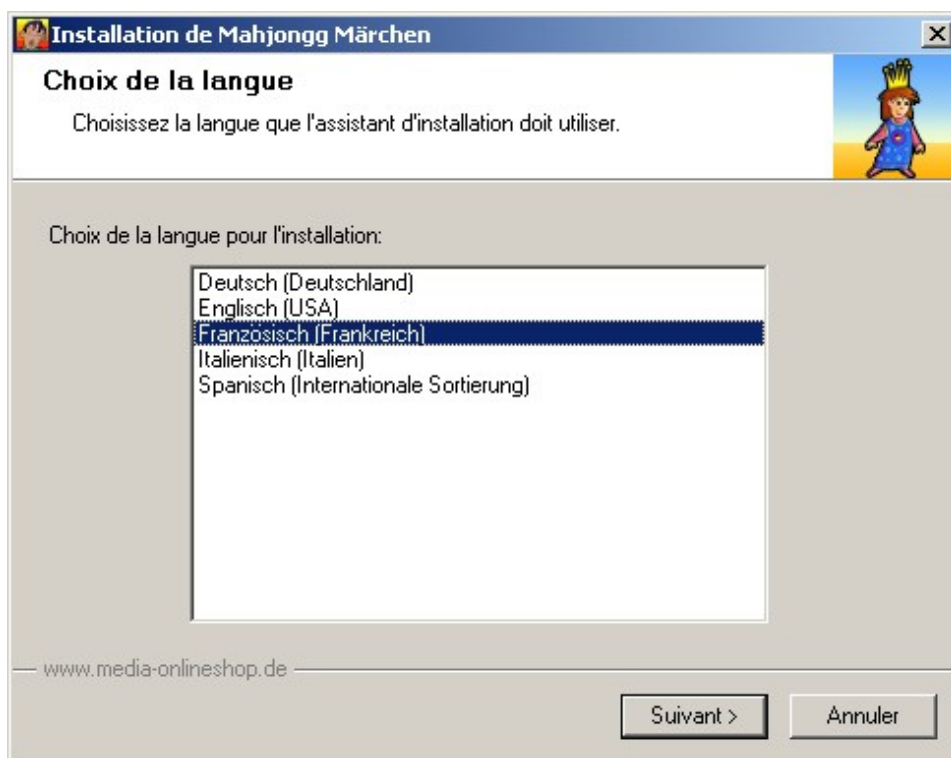 Installation de Mahjongg Märchen
Choix de la langue
Choisissez la langue que l'assistant d'installation doit utiliser.
Choix de la langue pour l'installation:
Deutsch (Deutschland)
Englisch (USA)
Französisch (Frankreich)
Italienisch (Italien)
Spanisch (Internationale Sortierung)
www.media-onlineshop.de
Suivant >
Annuler